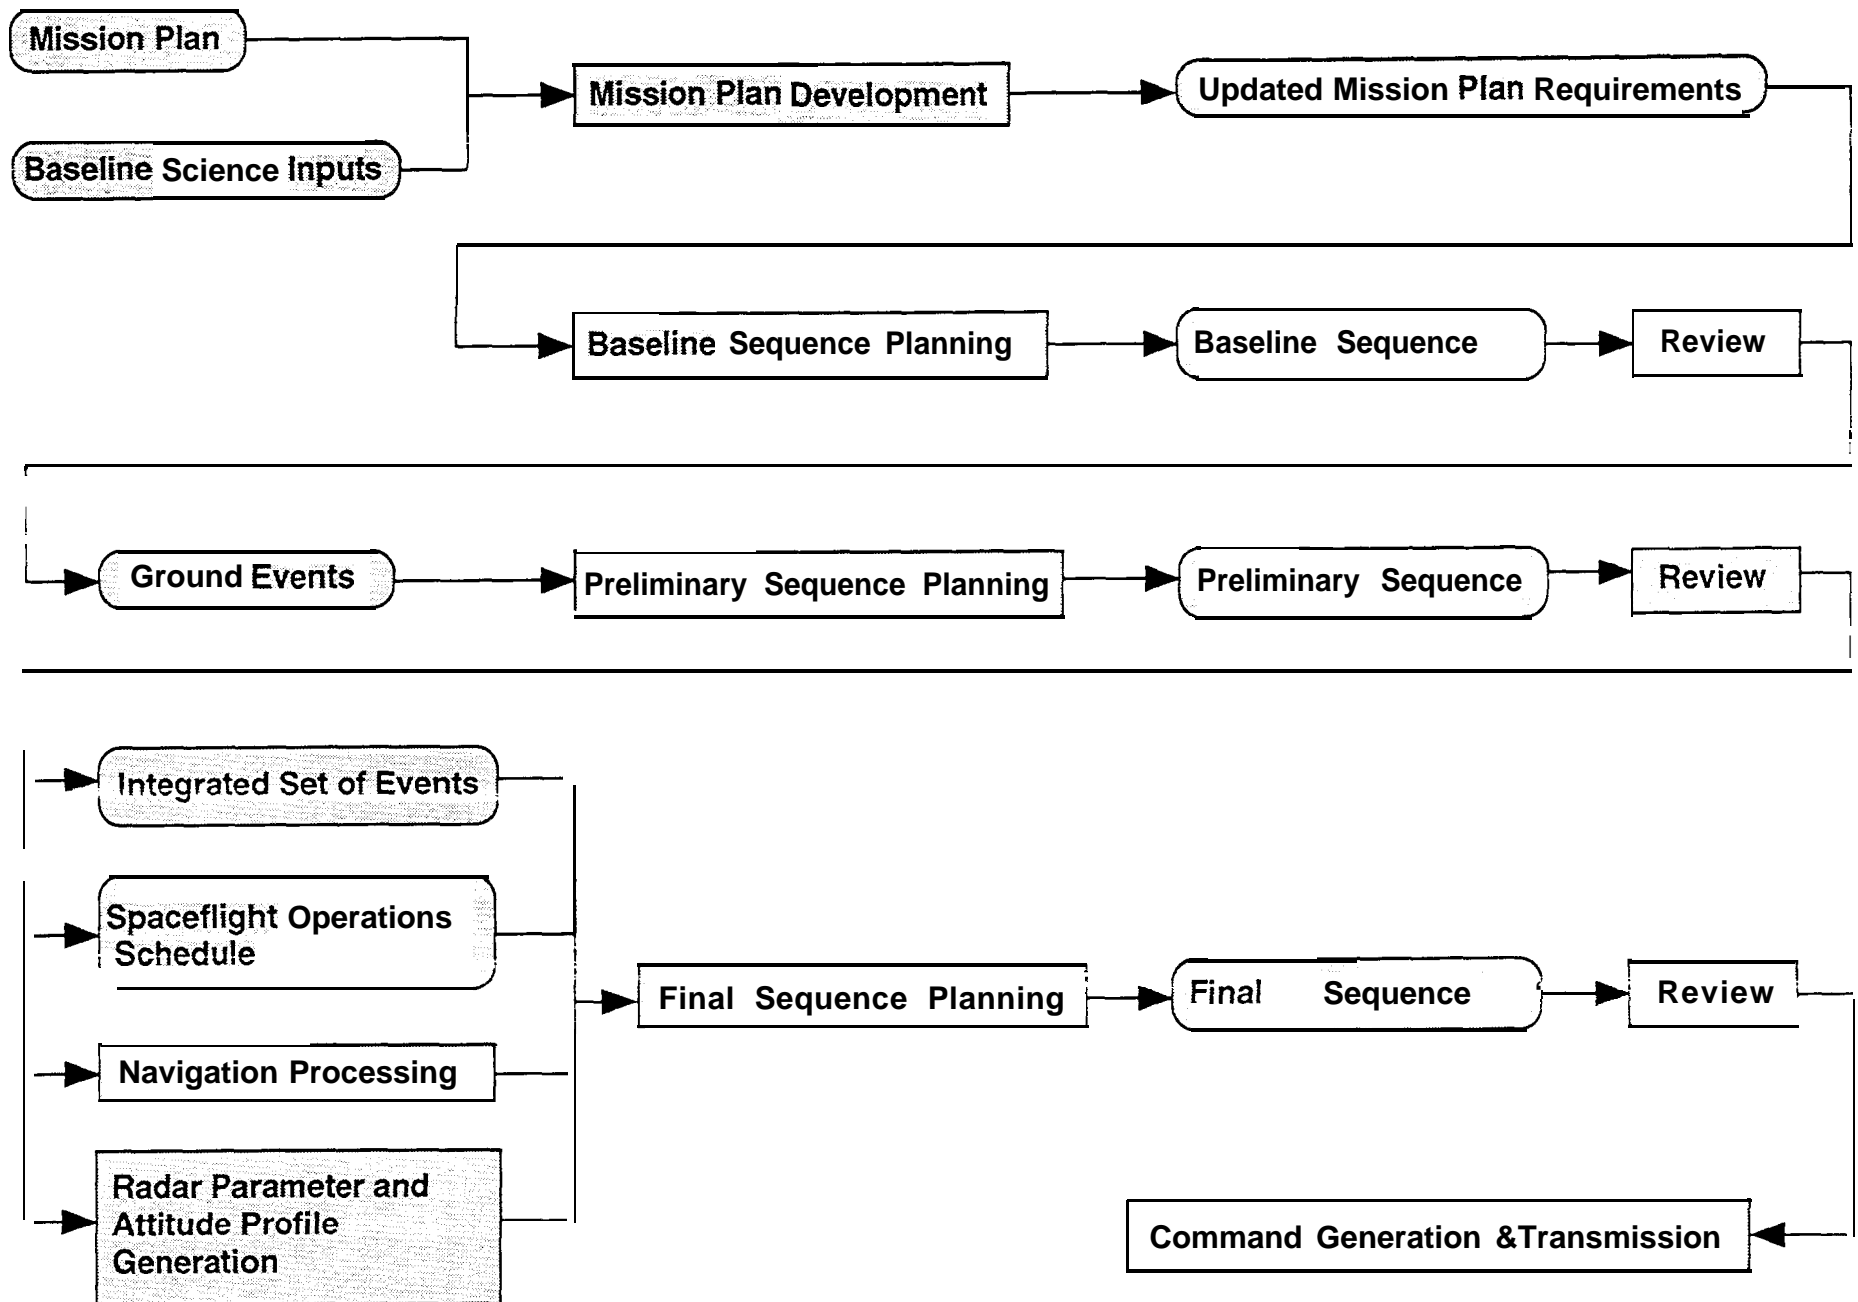 Mission Plan
Mission Plan Development
Updated Mission Plan Requirements
Baseline Science Inputs
Baseline Sequence Planning
Baseline Sequence
Review
Ground Events
Preliminary Sequence Planning
Preliminary Sequence
Review
Integrated Set of Events
Spaceflight Operations
Schedule
Final Sequence Planning
Final Sequence
Review
Navigation Processing
Radar Parameter and
Attitude Profile
Generation
Command Generation &Transmission